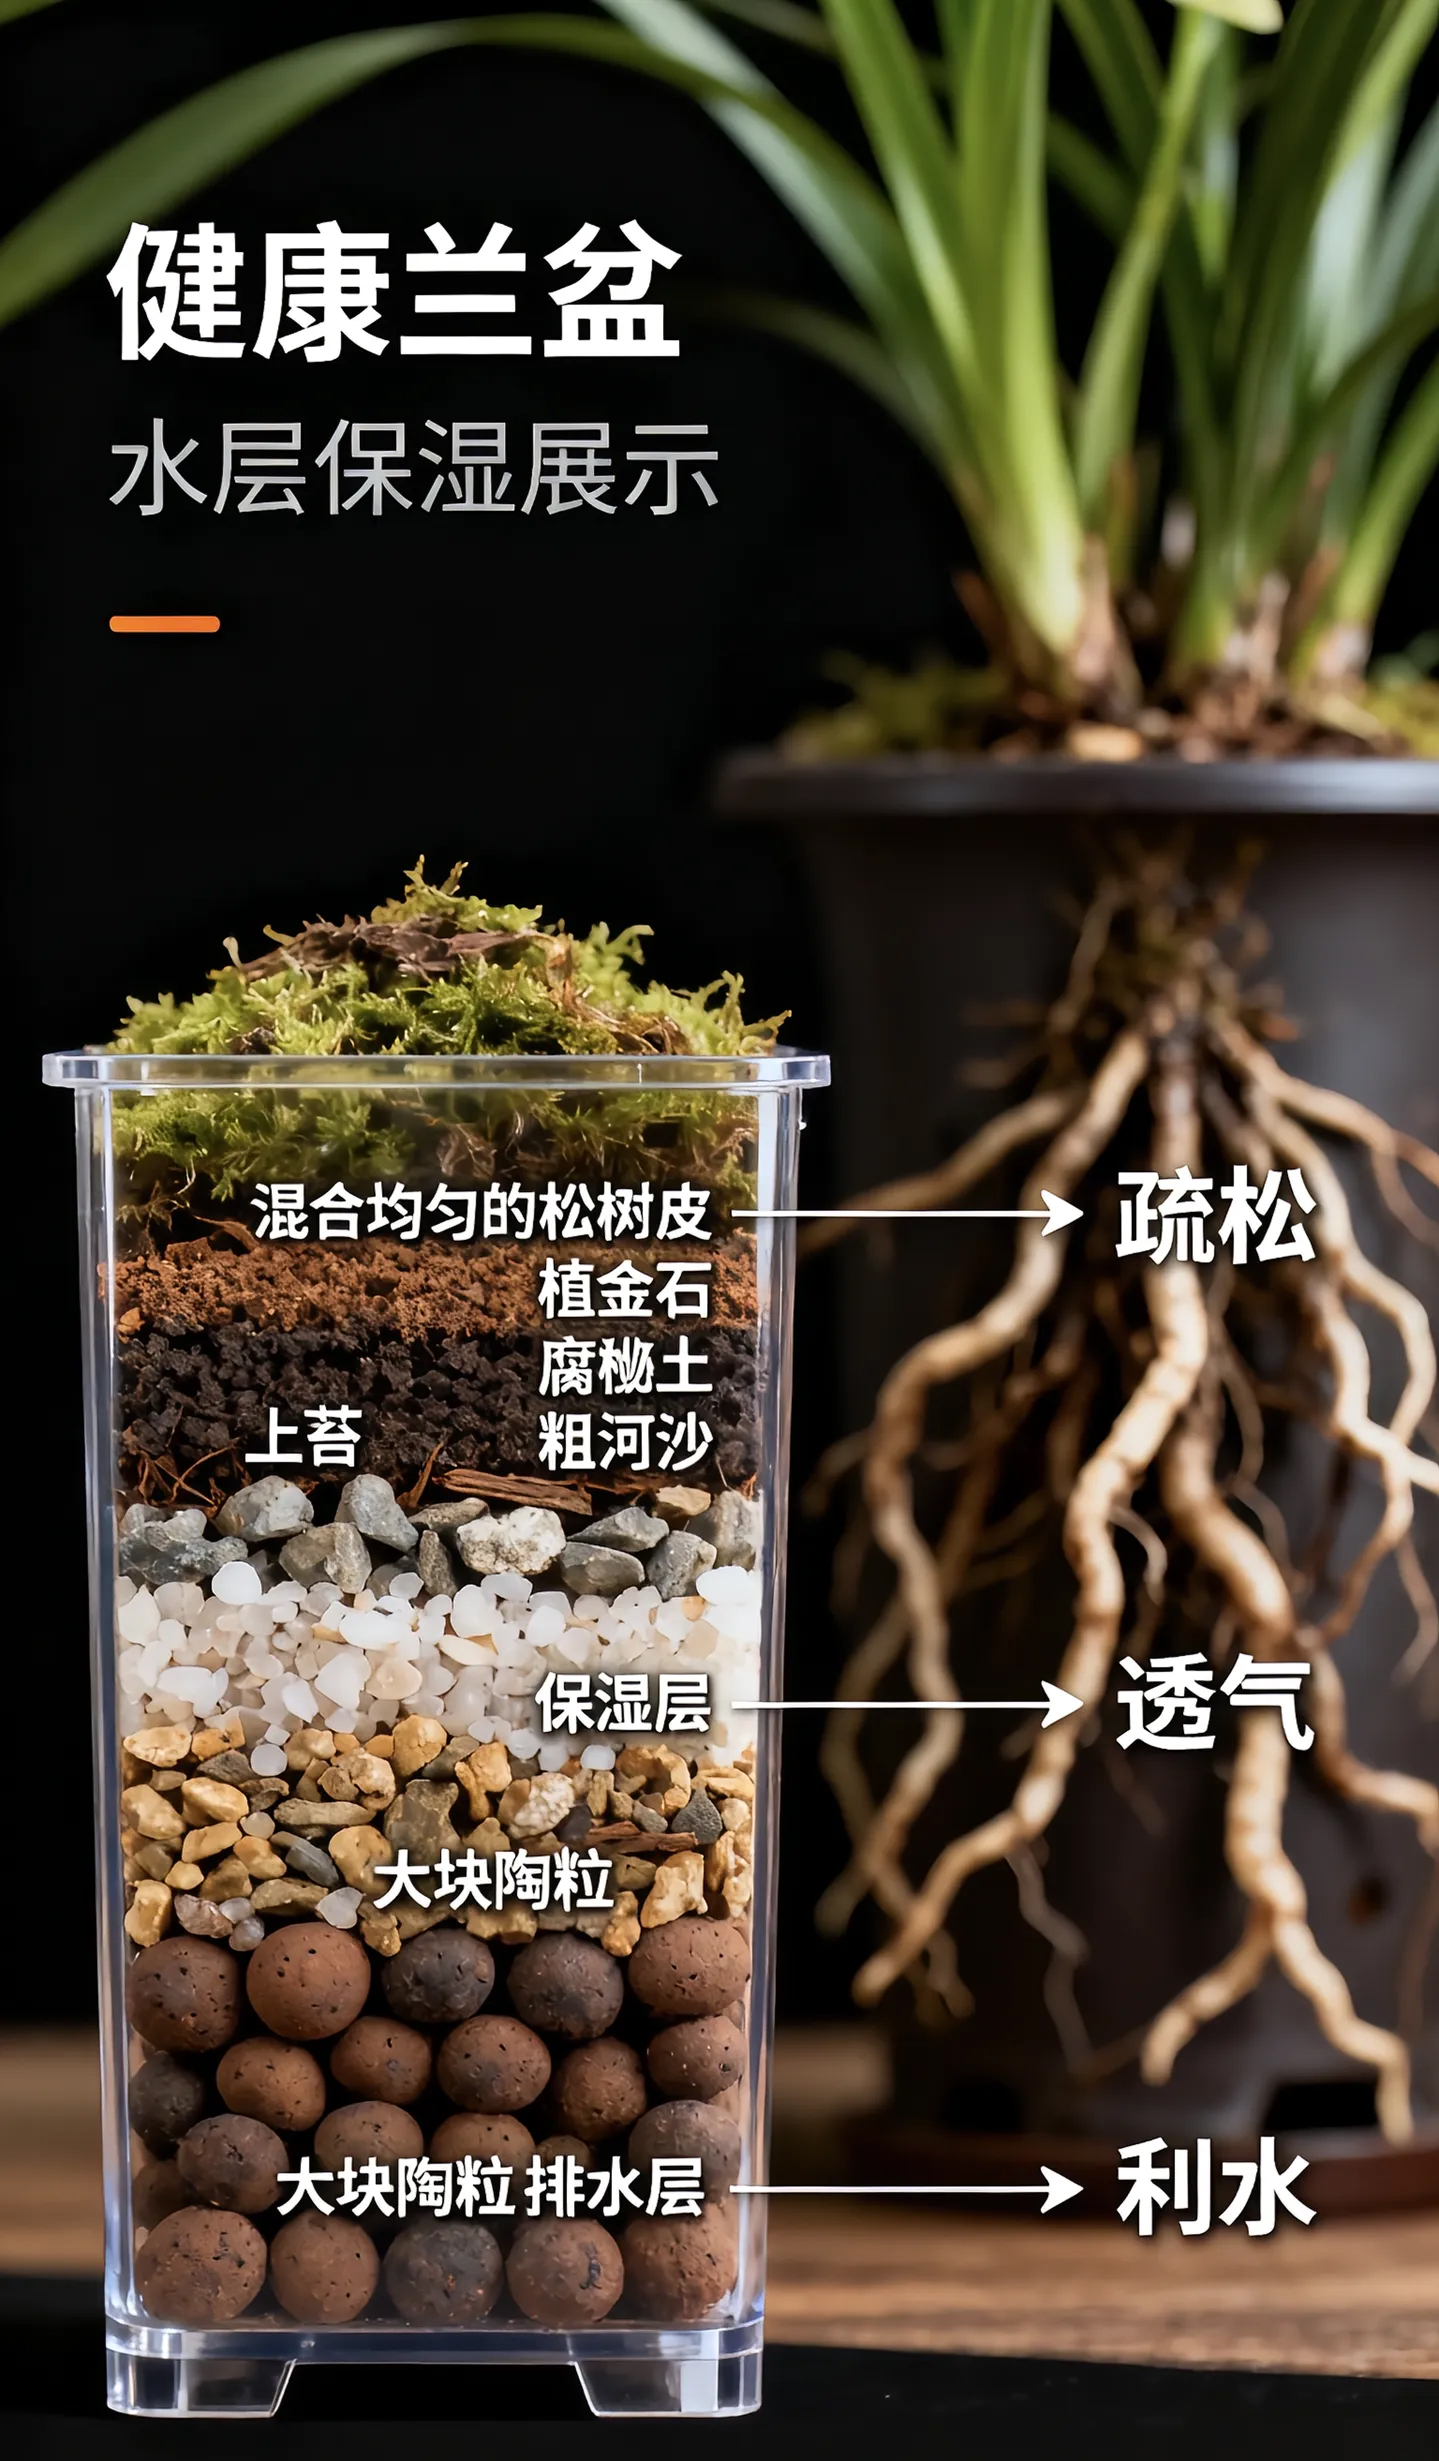 健康兰盆
水层保湿展示
混合均匀的松树皮
疏松
植金石
腐秘土
上苔
粗河沙
保湿层
透气
大块陶粒
大块陶粒 排水层
利水